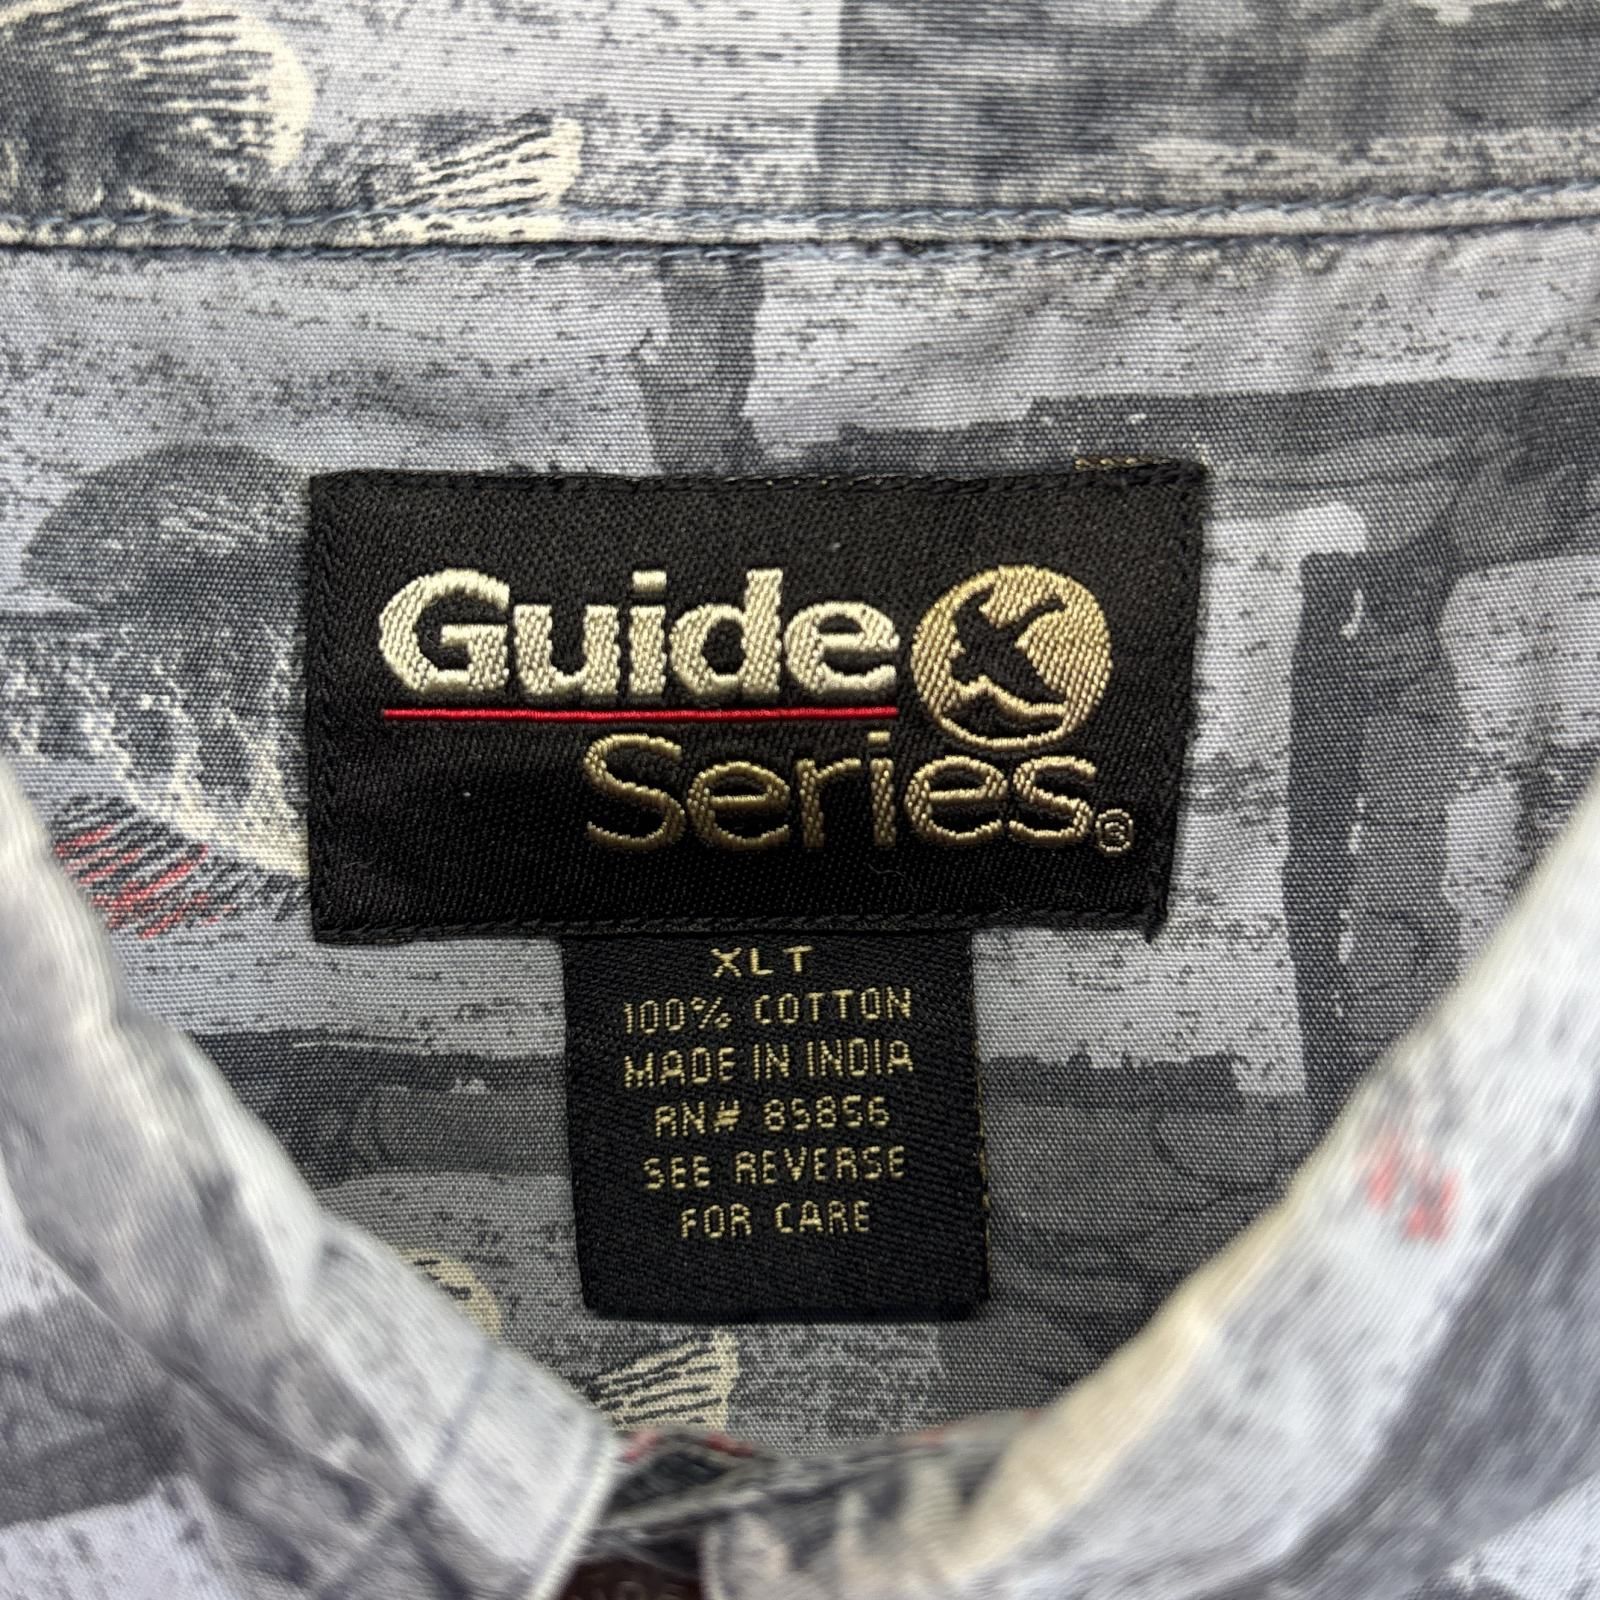 Guide
Series®
XLT
100% COTTON
MADE IN INDIA
RN# 85856
SEE REVERSE
FOR CARE